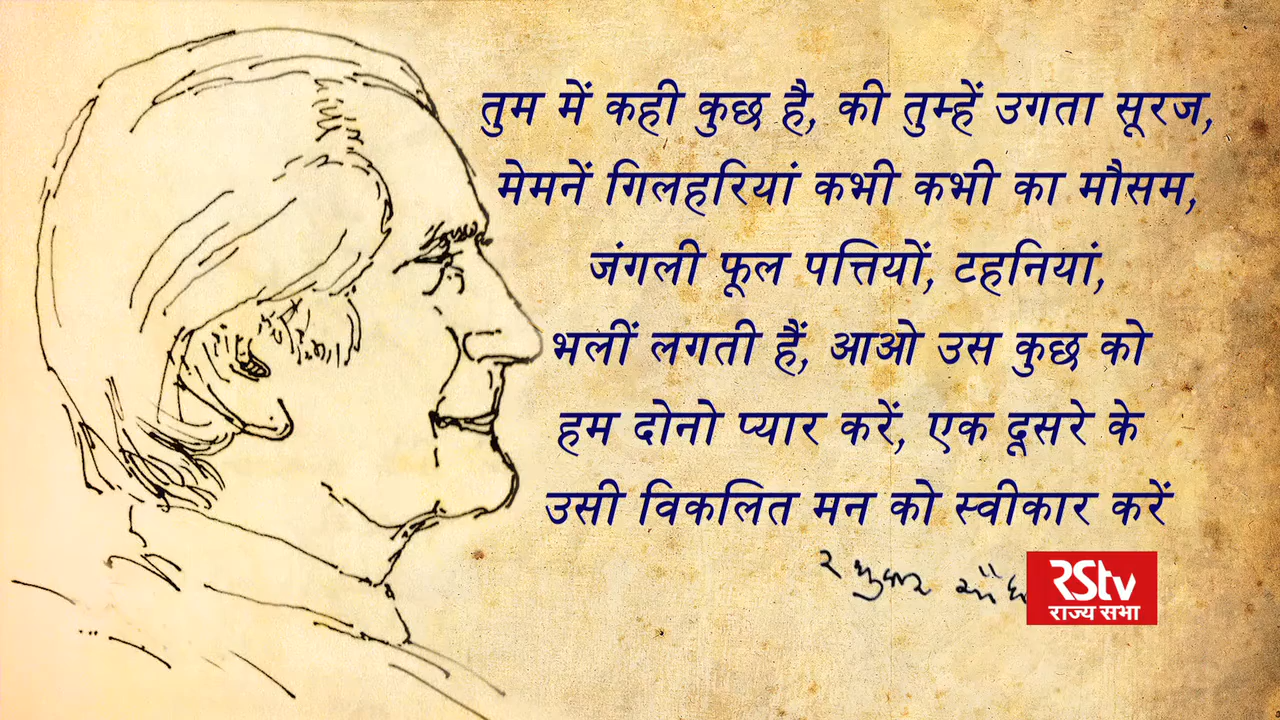 तुम में कही कुछ है, की तुम्हें उगता सूरज,
मेमनें गिलहरियां कभी कभी का मौसम,
जंगली फूल पत्तियों, टहनियां,
भलीं लगती हैं, आओ उस कुछ को
हम दोनो प्यार करें, एक दूसरे के
उसी विकलित मन को स्वीकार करें
RStv
राज्य सभा